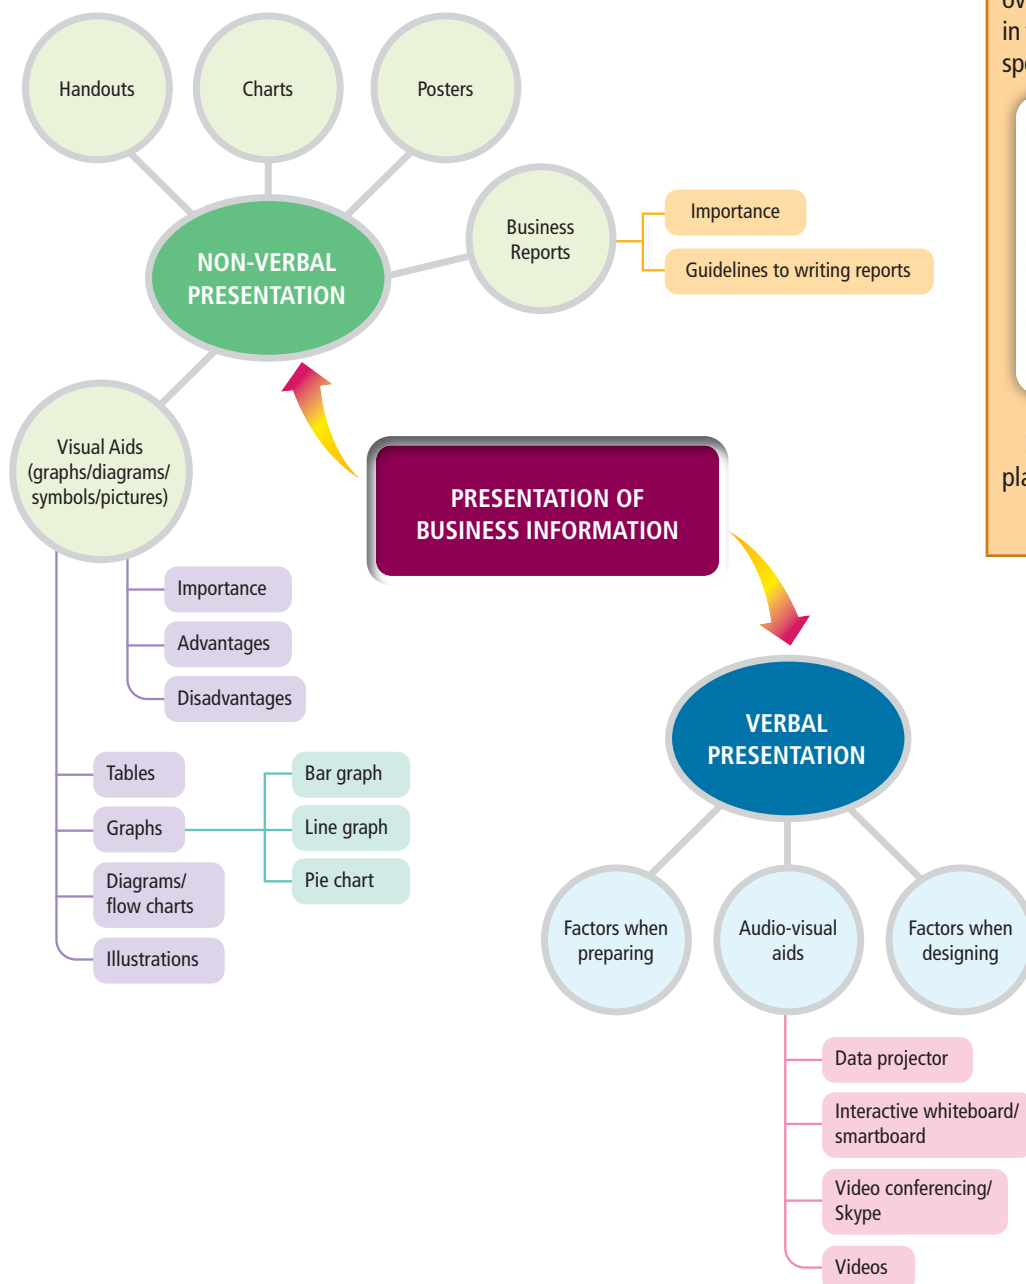 Handouts
Charts
Posters
Business
Reports
Importance
Guidelines to writing reports
NON-VERBAL
PRESENTATION
Visual Aids
(graphs/diagrams/
symbols/pictures)
PRESENTATION OF
BUSINESS INFORMATION
Importance
Advantages
Disadvantages
Tables
Graphs
Diagrams/
flow charts
Illustrations
Bar graph
Line graph
Pie chart
VERBAL
PRESENTATION
Factors when
preparing
Audio-visual
aids
Factors when
designing
Data projector
Interactive whiteboard/
smartboard
Video conferencing/
Skype
Videos
in